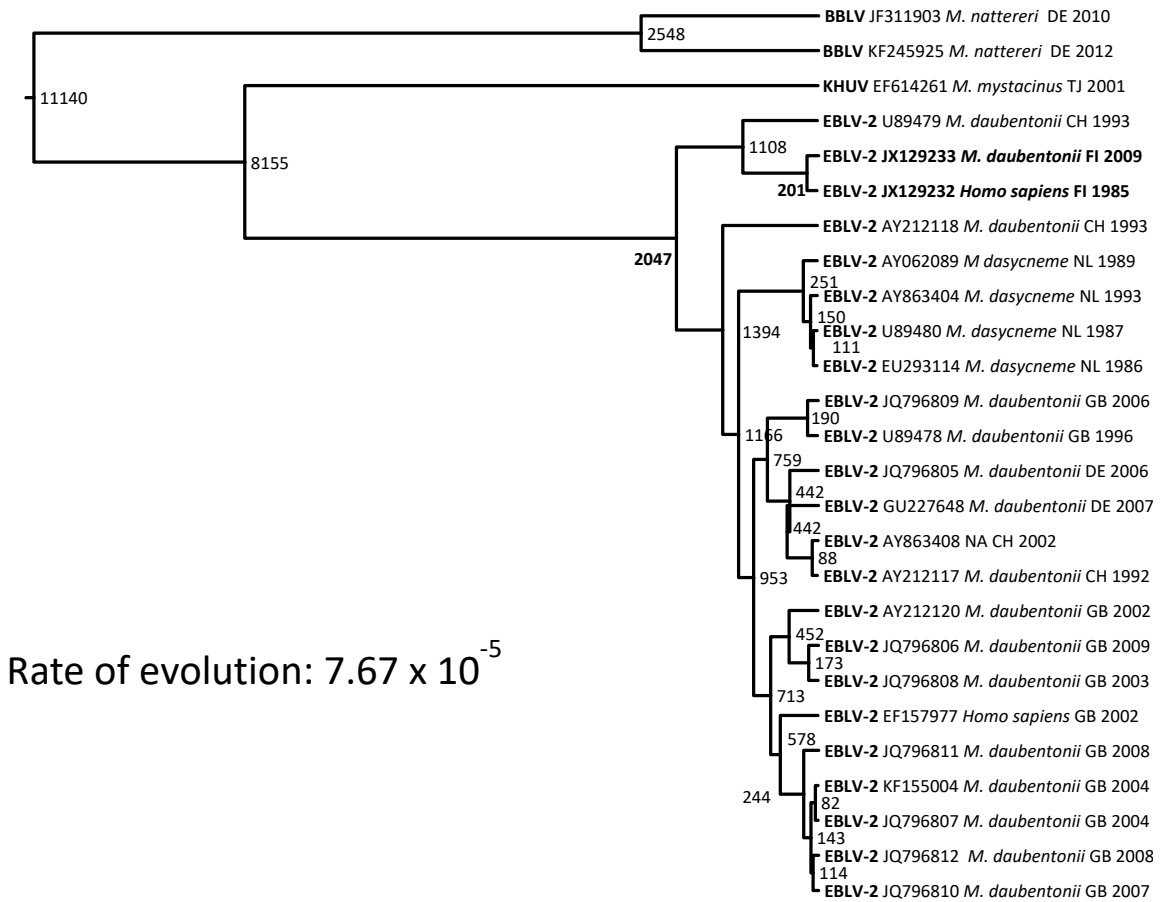 BBLV JF311903 M. nattereri DE 2010
2548
BBLV KF245925 M. nattereri DE 2012
11140
KHUV EF614261 M. mystacinus TJ 2001
EBLV-2 U89479 M. daubentonii CH 1993
1108
EBLV-2 JX129233 M. daubentonii FI 2009
8155
201
EBLV-2 JX129232 Homo sapiens FI 1985
EBLV-2 AY212118 M. daubentonii CH 1993
2047
EBLV-2 AY062089 M dasycneme NL 1989
251
EBLV-2 AY863404 M. dasycneme NL 1993
150
1394
EBLV-2 U89480 M. dasycneme NL 1987
111
EBLV-2 EU293114 M. dasycneme NL 1986
EBLV-2 JQ796809 M. daubentonii GB 2006
190
1166
EBLV-2 U89478 M. daubentonii GB 1996
759
EBLV-2 JQ796805 M. daubentonii DE 2006
442
EBLV-2 GU227648 M. daubentonii DE 2007
442
EBLV-2 AY863408 NA CH 2002
88
953
EBLV-2 AY212117 M. daubentonii CH 1992
EBLV-2 AY212120 M. daubentonii GB 2002
452
EBLV-2 JQ796806 M. daubentonii GB 2009
173
Rate of evolution: 7.67 x 10-5
EBLV-2 JQ796808 M. daubentonii GB 2003
713
EBLV-2 EF157977 Homo sapiens GB 2002
578
EBLV-2 JQ796811 M. daubentonii GB 2008
EBLV-2 KF155004 M. daubentonii GB 2004
244
82
EBLV-2 JQ796807 M. daubentonii GB 2004
143
EBLV-2 JQ796812 M. daubentonii GB 2008
114
EBLV-2 JQ796810 M. daubentonii GB 2007